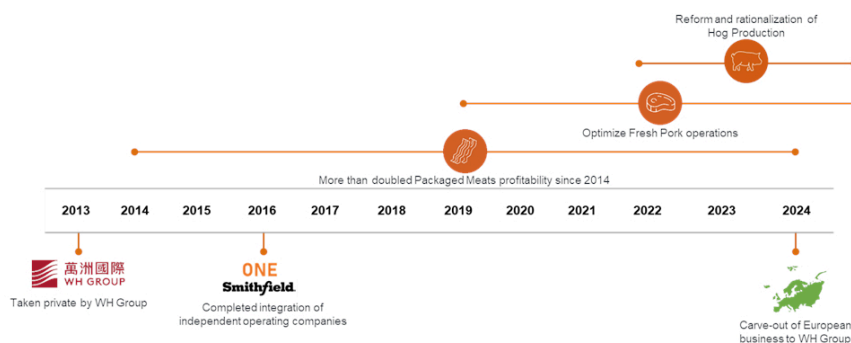 Reform and rationalization of
Hog Production
Optimize Fresh Pork operations
More than doubled Packaged Meats profitability since 2014
2013 2014 2015 2016 2017 2018 2019 2020 2021 2022 2023 2024
萬洲國際
WH GROUP
Taken private by WH Group
ONE
Smithfield.
Completed integration of
independent operating companies
Carve-out of European
business to WH Group